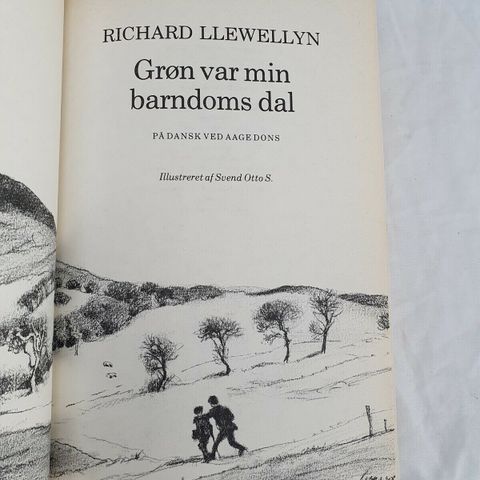 RICHARD LLEWELLYN
Grøn var min
barndoms dal
PÅ DANSK VED AAGE DONS
Illustreret af Svend Otto S.